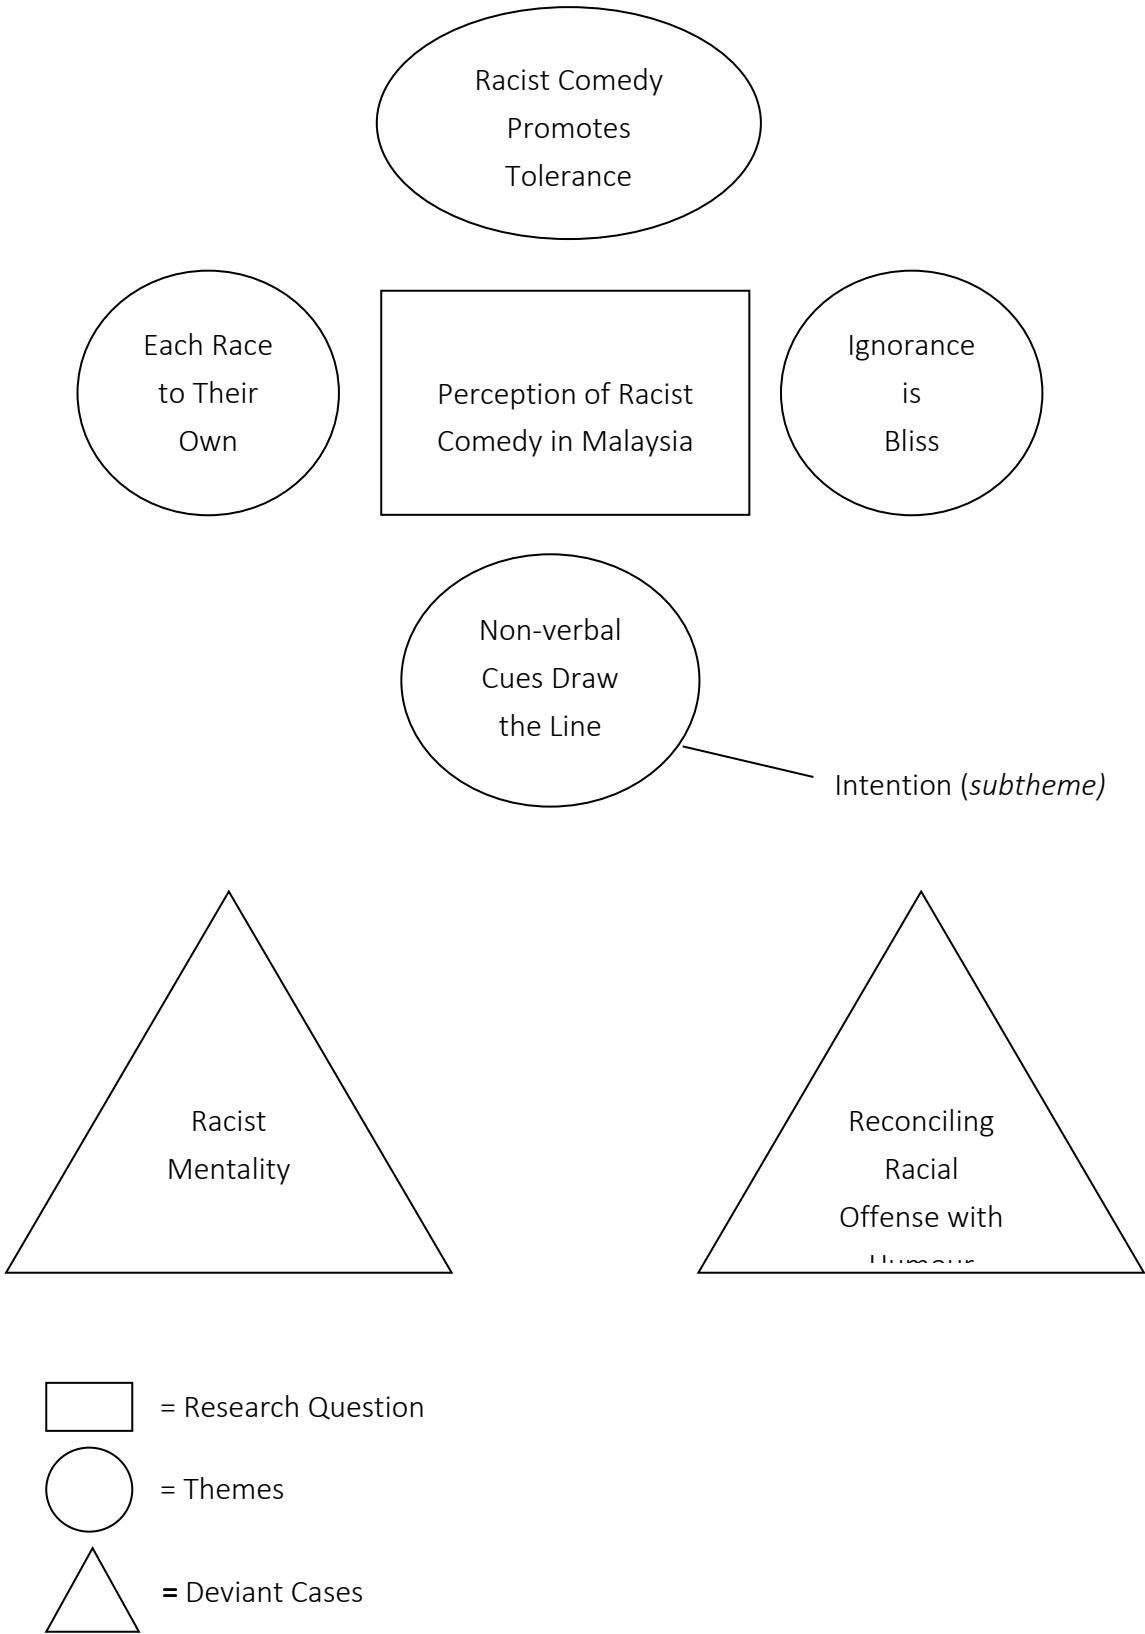 Racist Comedy
Promotes
Tolerance
Each Race
to Their
Own
Perception of Racist
Comedy in Malaysia
Ignorance
is
Bliss
Non-verbal
Cues Draw
the Line
Intention (subtheme)
Racist
Mentality
Reconciling
Racial
Offense with
Humour
= Research Question
= Themes
= Deviant Cases